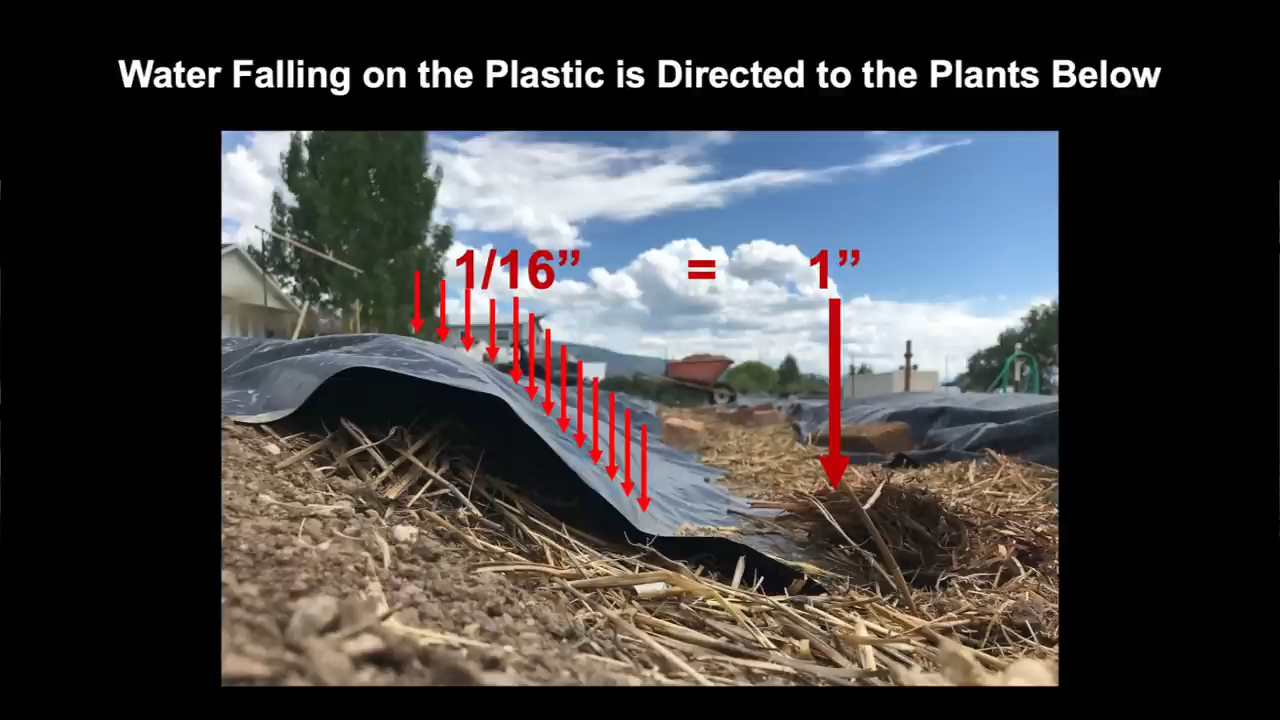 Water Falling on the Plastic is Directed to the Plants Below
1/16” = 1”